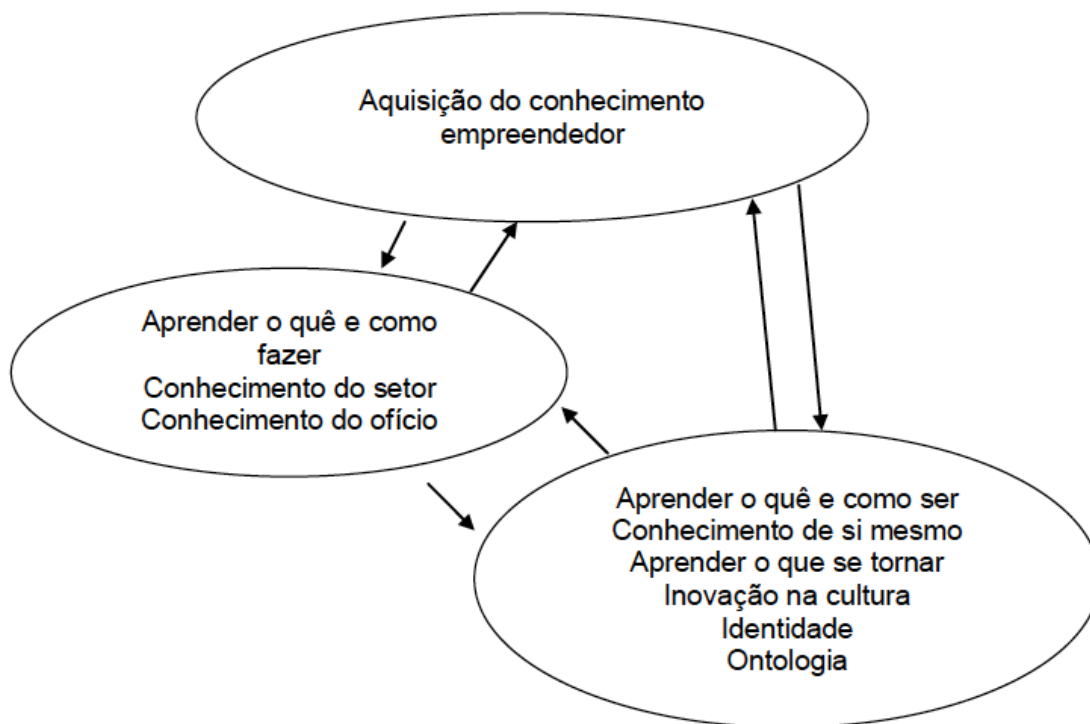 Aquisição do conhecimento
empreendedor
Aprender o quê e como
fazer
Conhecimento do setor
Conhecimento do ofício
Aprender o quê e como ser
Conhecimento de si mesmo
Aprender o que se tornar
Inovação na cultura
Identidade
Ontologia